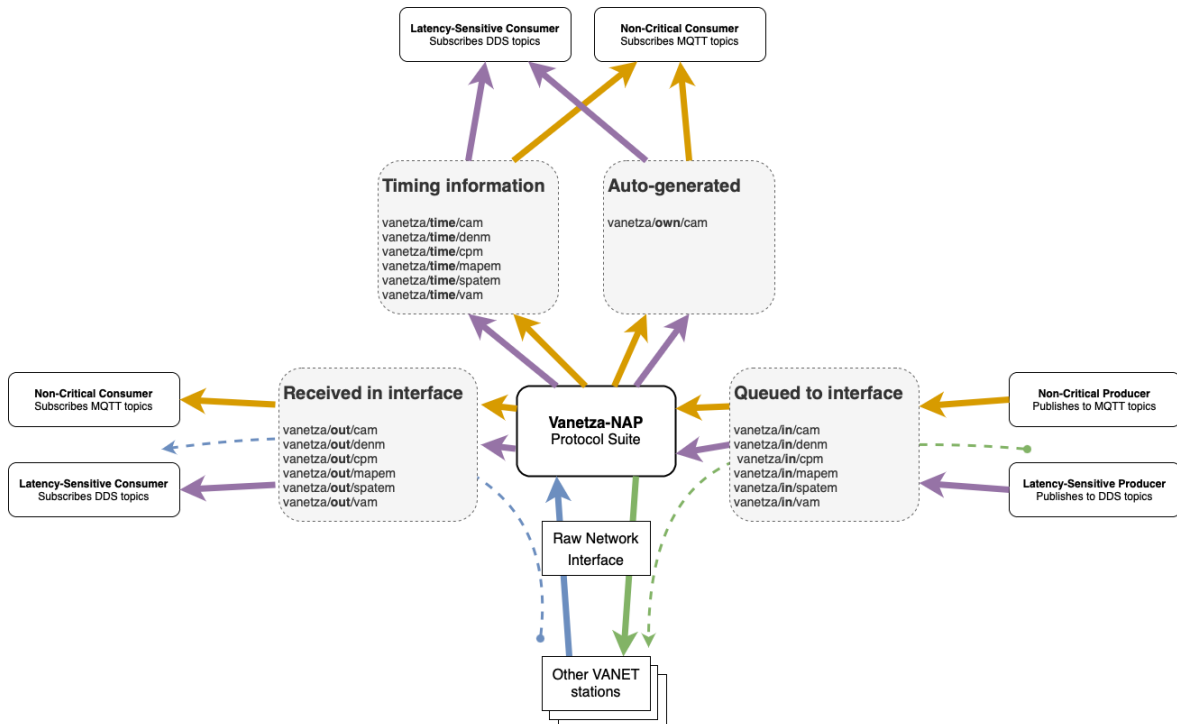 Latency-Sensitive Consumer
Subscribes DDS topics
Non-Critical Consumer
Subscribes MQTT topics
Timing information
vanetza/time/cam
vanetza/time/denm
vanetza/time/cpm
vanetza/time/mapem
vanetza/time/spatem
vanetza/time/vam
Auto-generated
vanetza/own/cam
Non-Critical Consumer
Subscribes MQTT topics
Latency-Sensitive Consumer
Subscribes DDS topics
Received in interface
vanetza/out/cam
vanetza/out/denm
vanetza/out/cpm
vanetza/out/mapem
vanetza/out/spatem
vanetza/out/vam
Vanetza-NAP
Protocol Suite
Queued to interface
vanetza/in/cam
vanetza/in/denm
vanetza/in/cpm
vanetza/in/mapem
vanetza/in/spatem
vanetza/in/vam
Non-Critical Producer
Publishes to MQTT topics
Latency-Sensitive Producer
Publishes to DDS topics
Raw Network
Interface
Other VANET
stations